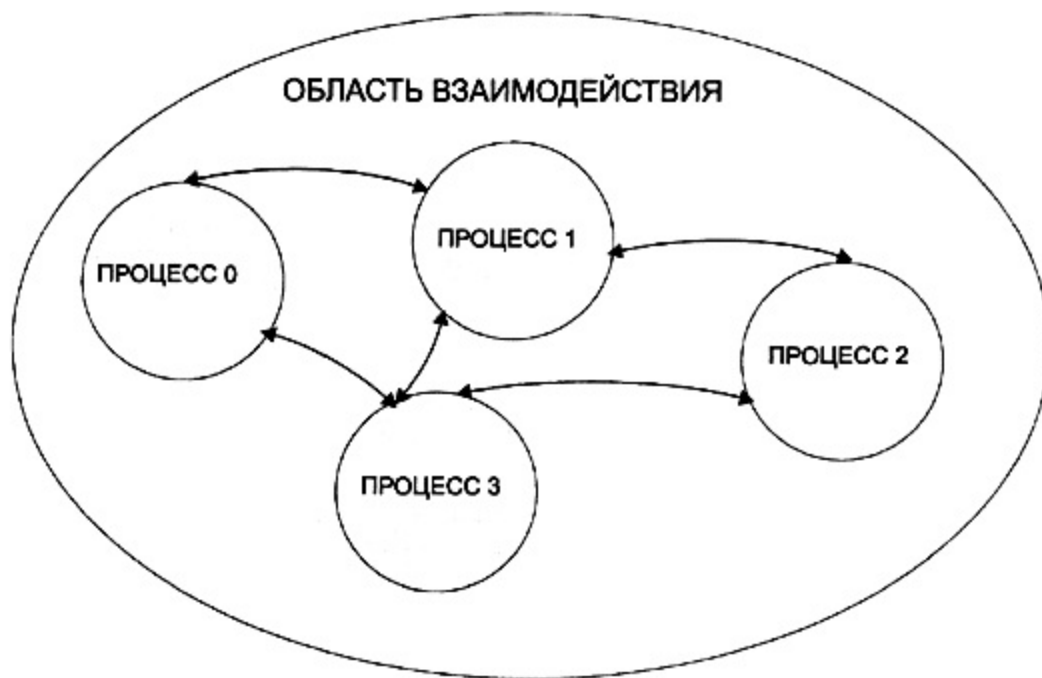 ОБЛАСТЬ ВЗАИМОДЕЙСТВИЯ
ПРОЦЕСС 1
ПРОЦЕСС 0
ПРОЦЕСС 2
ПРОЦЕСС 3